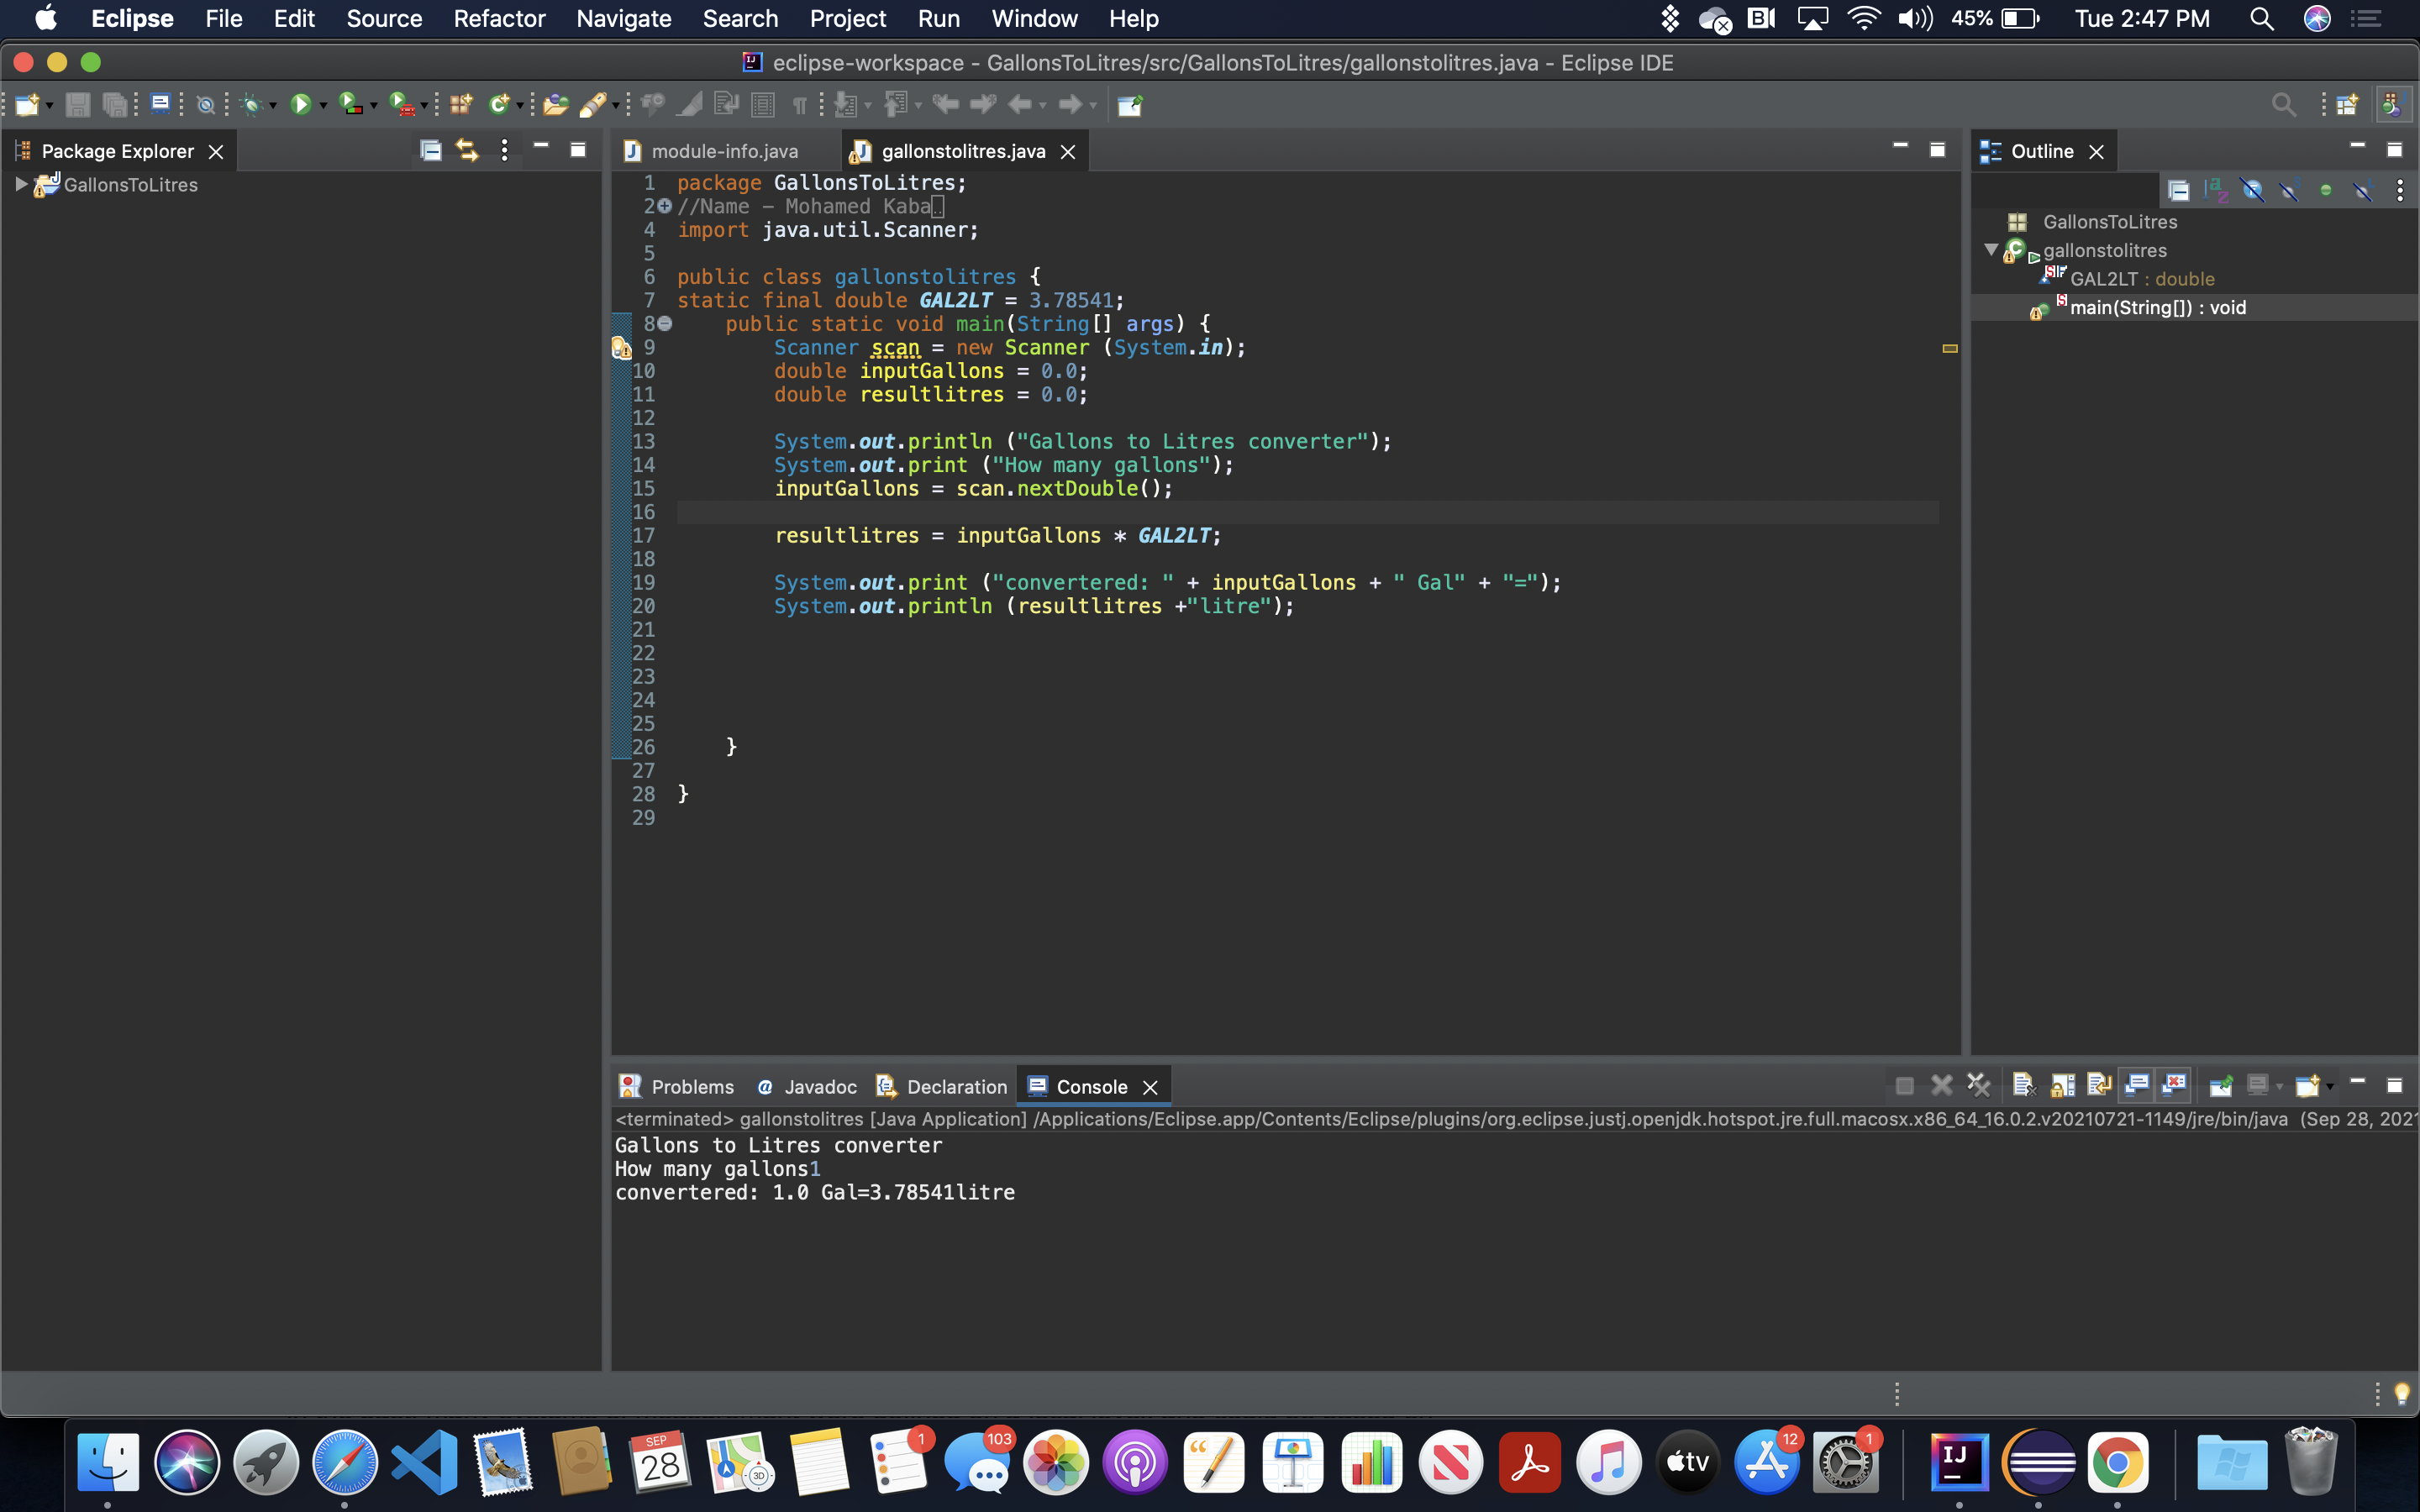 Eclipse File Edit Source Refactor Navigate Search Project Run Window Help 45% Tue 2:47 PM
eclipse-workspace - GallonsToLitres/src/GallonsToLitres/gallonstolitres.java - Eclipse IDE
Package Explorer
GallonsToLitres
module-info.java gallonstolitres.java
1 package GallonsToLitres;
2 //Name – Mohamed Kaba..
4 import java.util.Scanner;
5
6 public class gallonstolitres {
7 static final double GAL2LT = 3.78541;
8 public static void main(String[] args) {
9 Scanner scan = new Scanner (System.in);
10 double inputGallons = 0.0;
11 double resultlitres = 0.0;
12
13 System.out.println ("Gallons to Litres converter");
14 System.out.print ("How many gallons");
15 inputGallons = scan.nextDouble();
16
17 resultlitres = inputGallons * GAL2LT;
18
19 System.out.print ("convertered: " + inputGallons + " Gal" + "=");
20 System.out.println (resultlitres +"litre");
21
22
23
24
25
26 }
27
28 }
29
Outline
GallonsToLitres
gallonstolitres
GAL2LT : double
main(String[]) : void
Problems Javadoc Declaration Console
<terminated> gallonstolitres [Java Application] /Applications/Eclipse.app/Contents/Eclipse/plugins/org.eclipse.justj.openjdk.hotspot.jre.full.macosx.x86_64_16.0.2.v20210721-1149/jre/bin/java (Sep 28, 2021
Gallons to Litres converter
How many gallons1
convertered: 1.0 Gal=3.78541litre
SEP
28
3D
1
103
tv
12
1
IJ